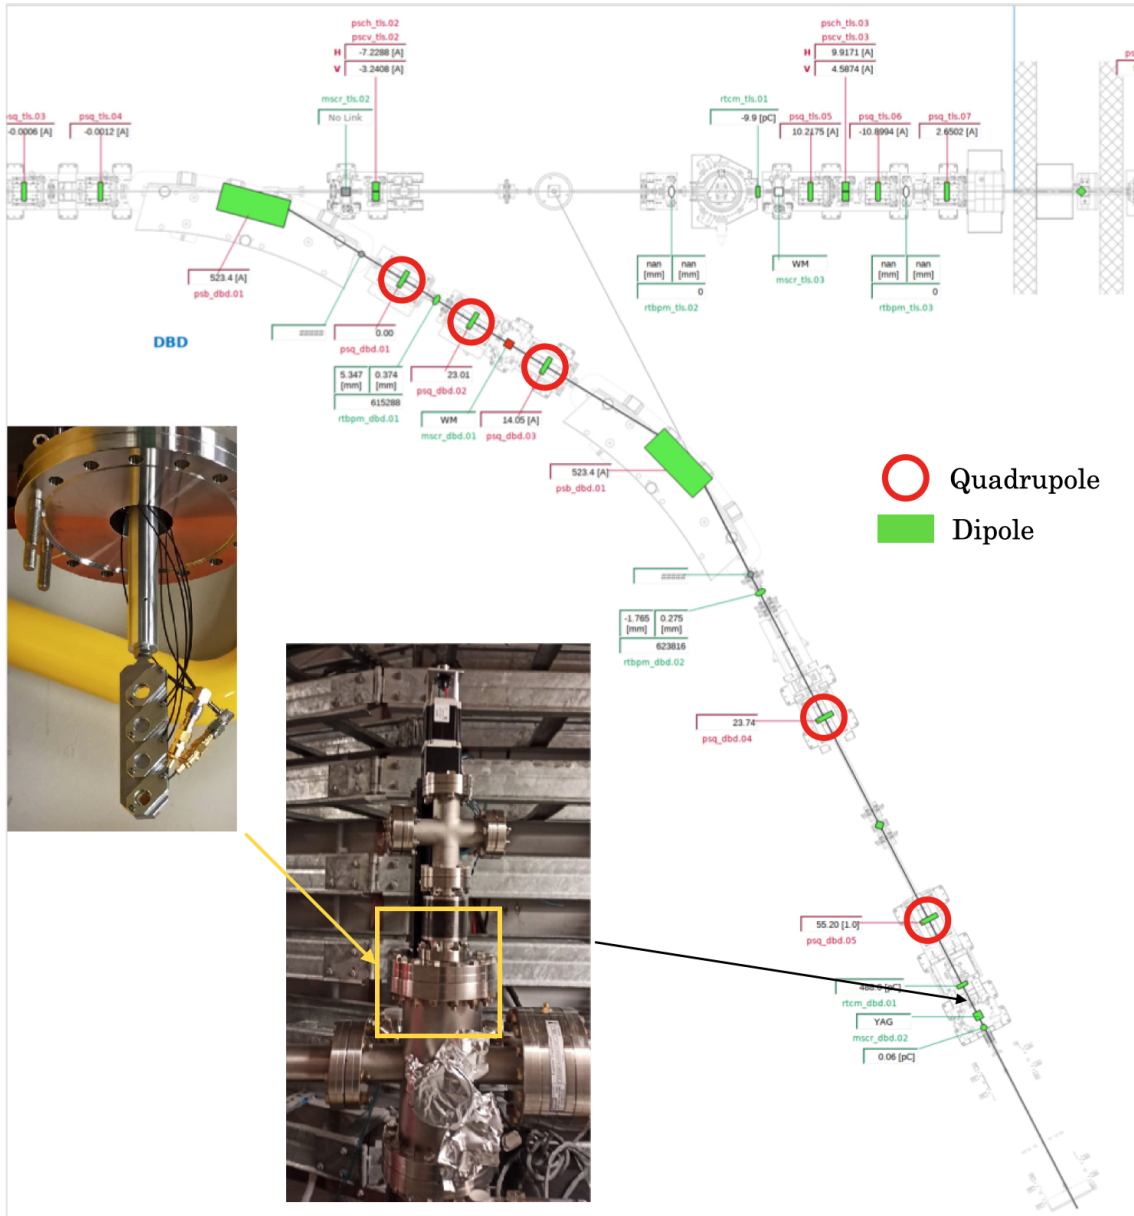 psch_tls.02
pscv_tls.02
H -7.2288 [A]
V -3.2408 [A]
psch_tls.03
pscv_tls.03
H 9.9171 [A]
V 4.5874 [A]
psq_tls.03
-0.0006 [A]
psq_tls.04
-0.0012 [A]
mscr_tls.02
No Link
rtcm_tls.01
-9.9 [pC]
psq_tls.05
10.2175 [A]
psq_tls.06
-10.8994 [A]
psq_tls.07
2.6502 [A]
523.4 [A]
psb_dbd.01
nan [mm] nan [mm]
0
rtbpm_tls.02
WM
mscr_tls.03
nan [mm] nan [mm]
0
rtbpm_tls.03
DBD
#####
0.00
psq_dbd.01
5.347 [mm] 0.374 [mm]
615288
rtbpm_dbd.01
23.01
psq_dbd.02
WM
mscr_dbd.01
14.05 [A]
psq_dbd.03
523.4 [A]
psb_dbd.01
Quadrupole
Dipole
#####
-1.765 [mm] 0.275 [mm]
623816
rtbpm_dbd.02
23.74
psq_dbd.04
55.20 [1.0]
psq_dbd.05
[pC]
rtcm_dbd.01
YAG
mscr_dbd.02
0.06 [pC]